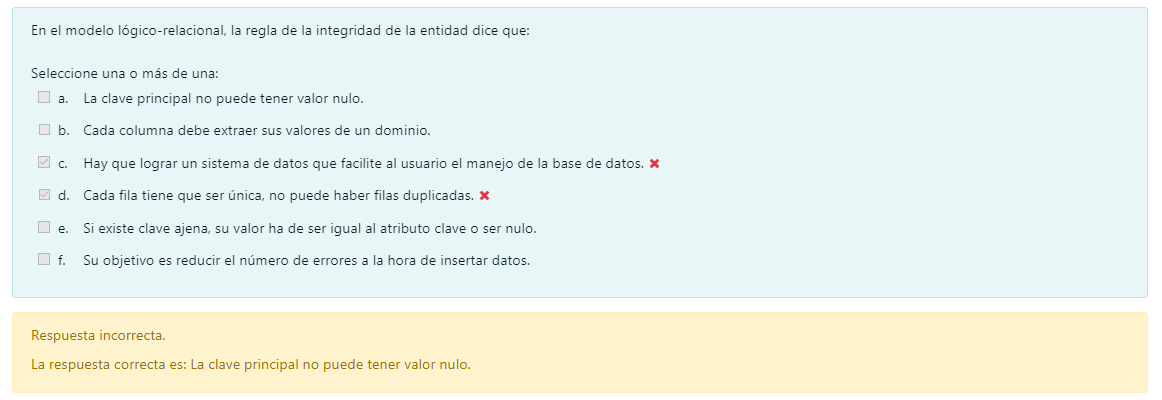 En el modelo lógico-relacional, la regla de la integridad de la entidad dice que:
Seleccione una o más de una:
a. La clave principal no puede tener valor nulo.
b. Cada columna debe extraer sus valores de un dominio.
c. Hay que lograr un sistema de datos que facilite al usuario el manejo de la base de datos.
d. Cada fila tiene que ser única, no puede haber filas duplicadas.
e. Si existe clave ajena, su valor ha de ser igual al atributo clave o ser nulo.
f. Su objetivo es reducir el número de errores a la hora de insertar datos.
Respuesta incorrecta.
La respuesta correcta es: La clave principal no puede tener valor nulo.